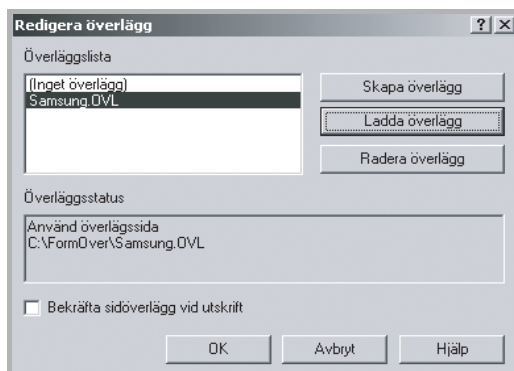 Redigera överlägg
Överläggslista
(Inget överlägg)
Samsung.OVL
Skapa överlägg
Ladda överlägg
Radera överlägg
Överläggsstatus
Använd överlägssida
C:\FormOver\Samsung.OVL
Bekräfta sidöverlägg vid utskrift
OK
Avbryt
Hjälp